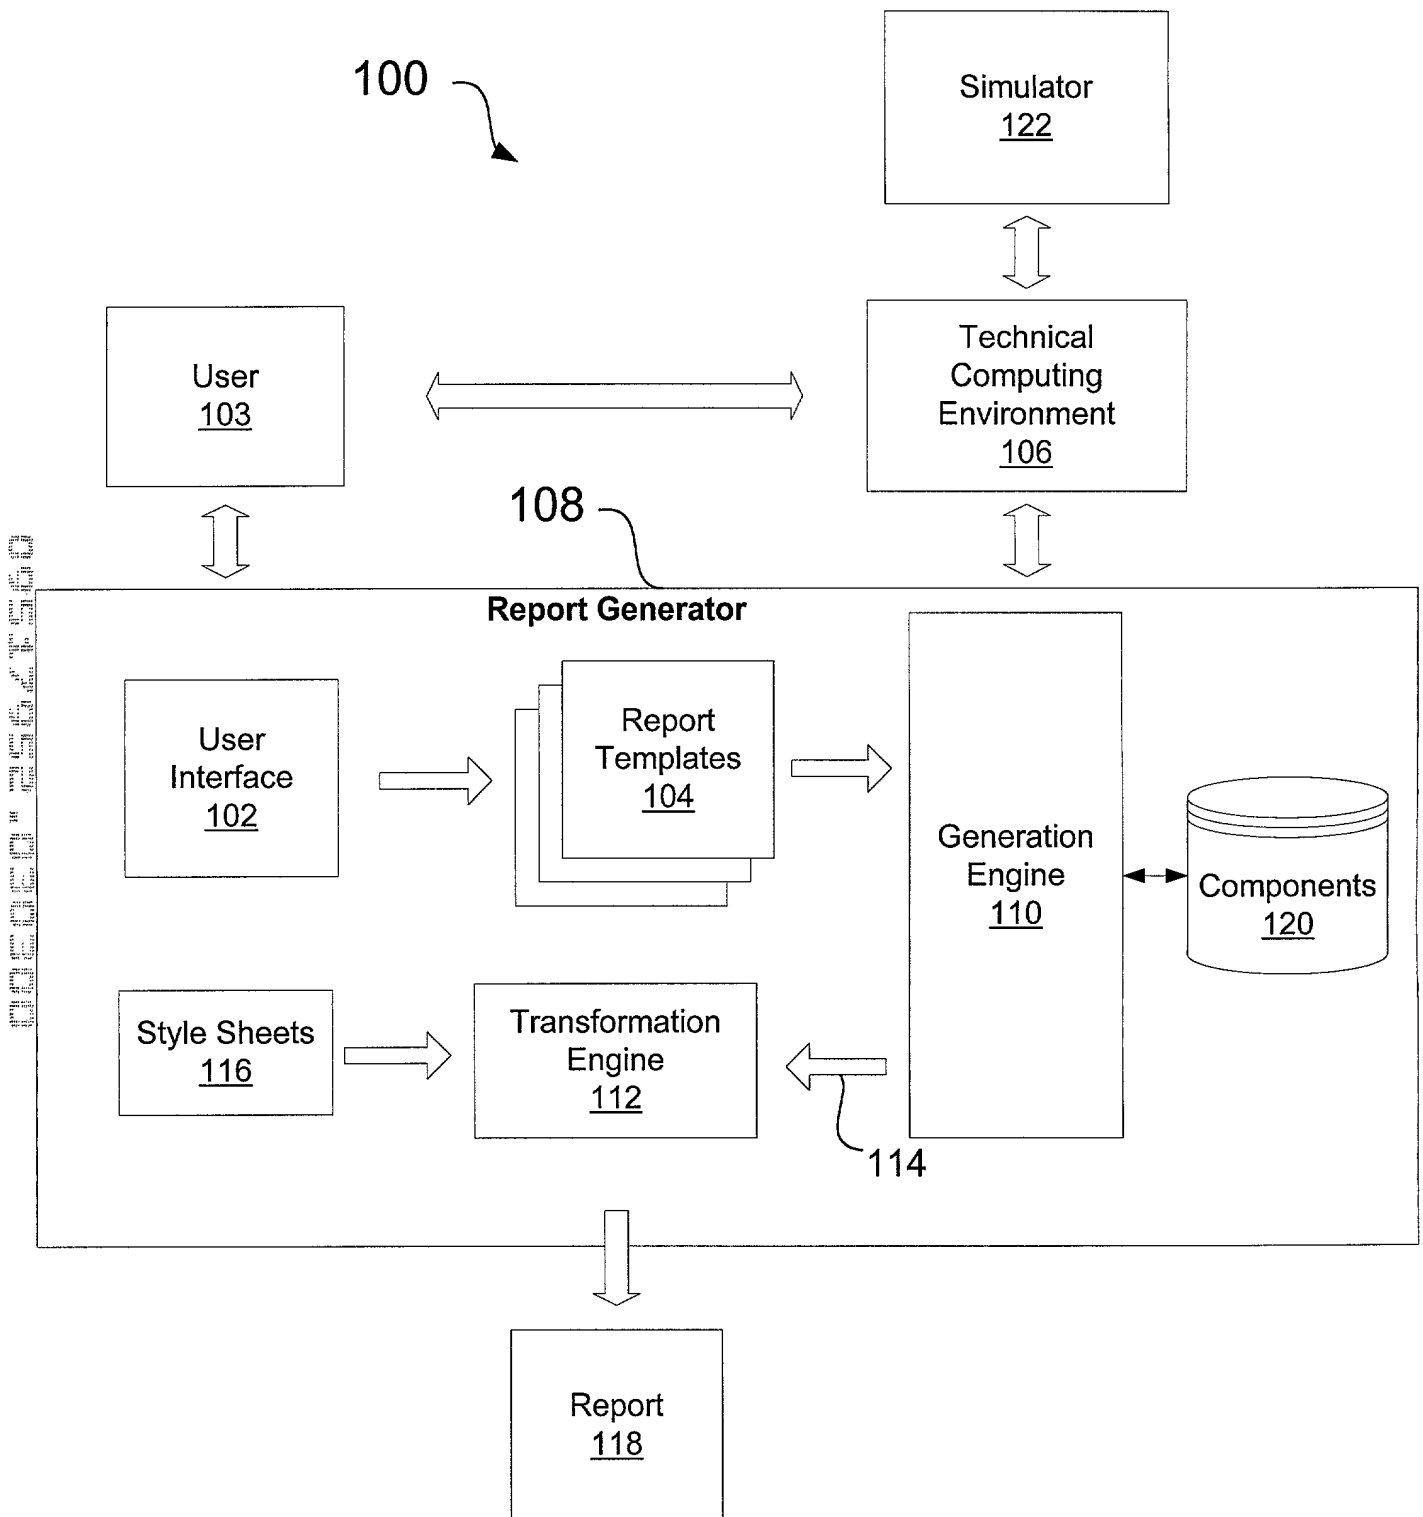 100
Simulator
122
User
103
Technical
Computing
Environment
106
108
Report Generator
User
Interface
102
Report
Templates
104
Generation
Engine
110
Components
120
Style Sheets
116
Transformation
Engine
112
114
Report
118